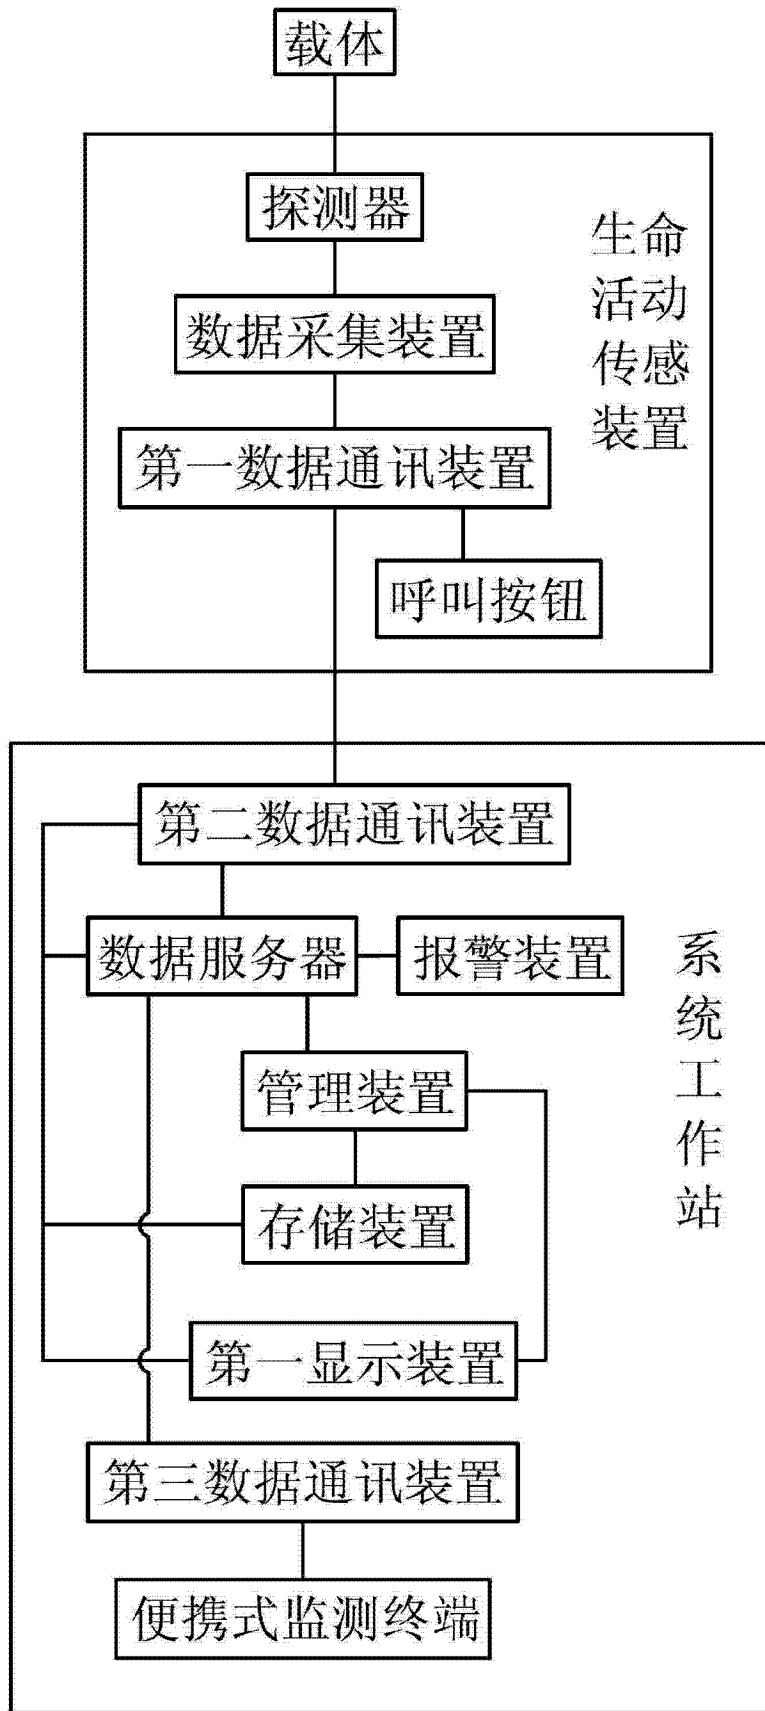 载体
探测器
生命
活动
传感
装置
数据采集装置
第一数据通讯装置
呼叫按钮
第二数据通讯装置
数据服务器
报警装置
系
统
工
作
站
管理装置
存储装置
第一显示装置
第三数据通讯装置
便携式监测终端